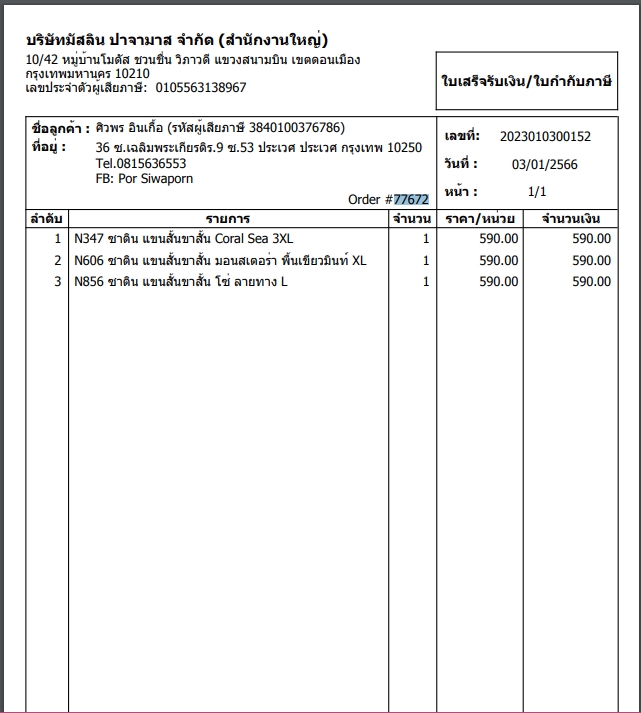 บริษัทมัสลิน ปาจามาส จำกัด (สำนักงานใหญ่)
10/42 หมู่บ้านโมดัส ชวนชื่น วิภาวดี แขวงสนามบิน เขตดอนเมือง
กรุงเทพมหานคร 10210
เลขประจำตัวผู้เสียภาษี: 0105563138967
ใบเสร็จรับเงิน/ใบกำกับภาษี
ชื่อลูกค้า : ศิวพร อินเกื้อ (รหัสผู้เสียภาษี 3840100376786)
ที่อยู่ : 36 ซ.เฉลิมพระเกียรติร.9 ซ.53 ประเวศ ประเวศ กรุงเทพ 10250
Tel.0815636553
FB: Por Siwaporn
Order #77672
เลขที่: 2023010300152
วันที่ : 03/01/2566
หน้า : 1/1
ลำดับ รายการ จำนวน ราคา/หน่วย จำนวนเงิน
1 N347 ซาติน แขนสั้นขาสั้น Coral Sea 3XL 1 590.00 590.00
2 N606 ซาติน แขนสั้นขาสั้น มอนสเตอร่า พื้นเขียวมินท์ XL 1 590.00 590.00
3 N856 ซาติน แขนสั้นขาสั้น โซ่ ลายทาง L 1 590.00 590.00